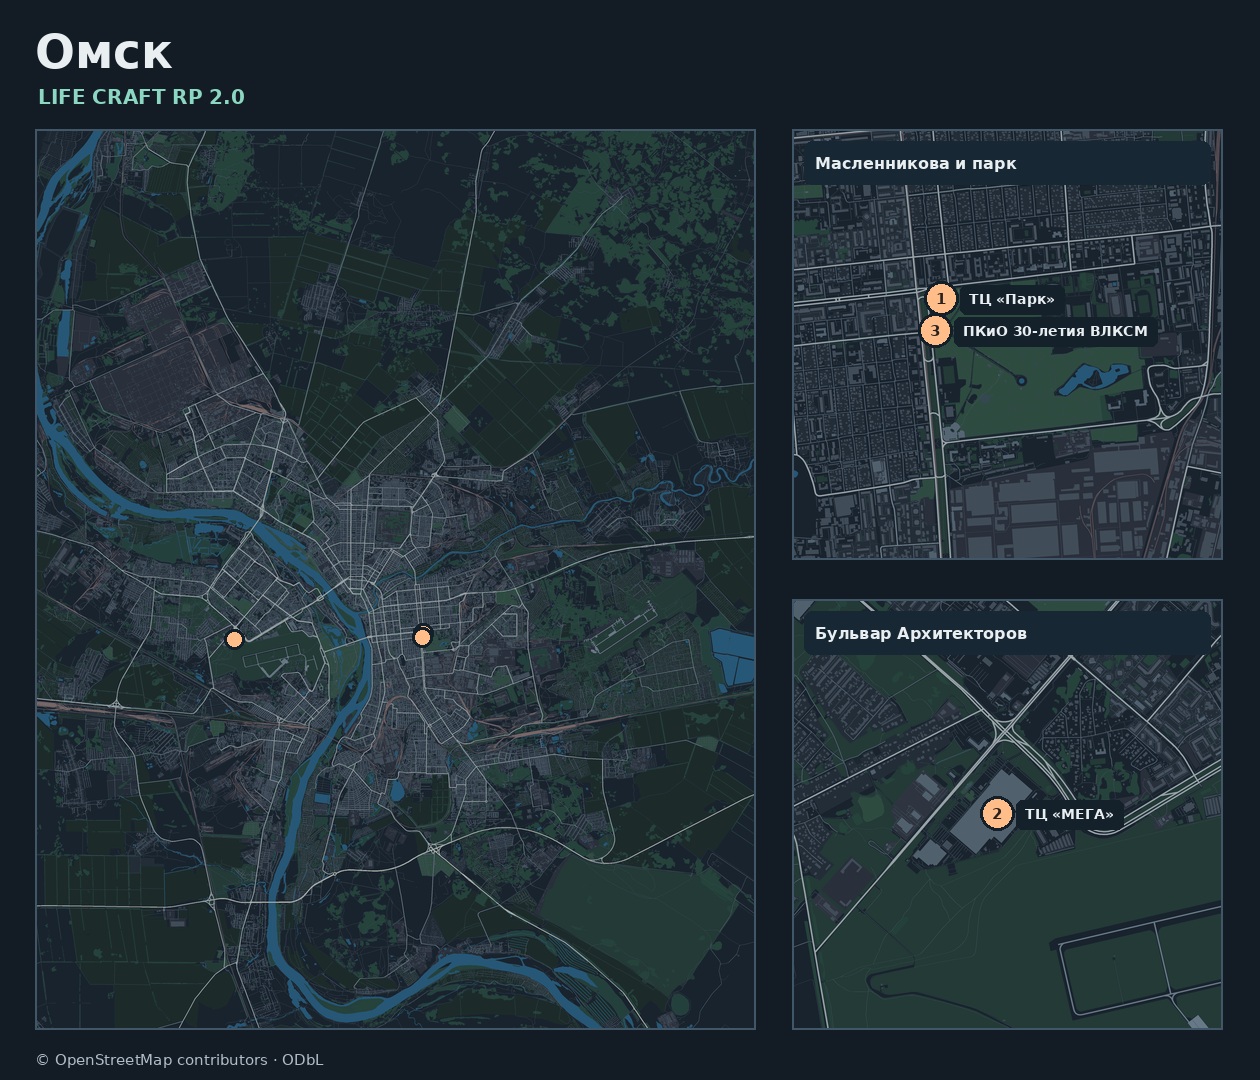 Омск
LIFE CRAFT RP 2.0
Масленникова и парк
1 ТЦ «Парк»
3 ПКиО 30-летия ВЛКСМ
Бульвар Архитекторов
2 ТЦ «МЕГА»
© OpenStreetMap contributors · ODbL